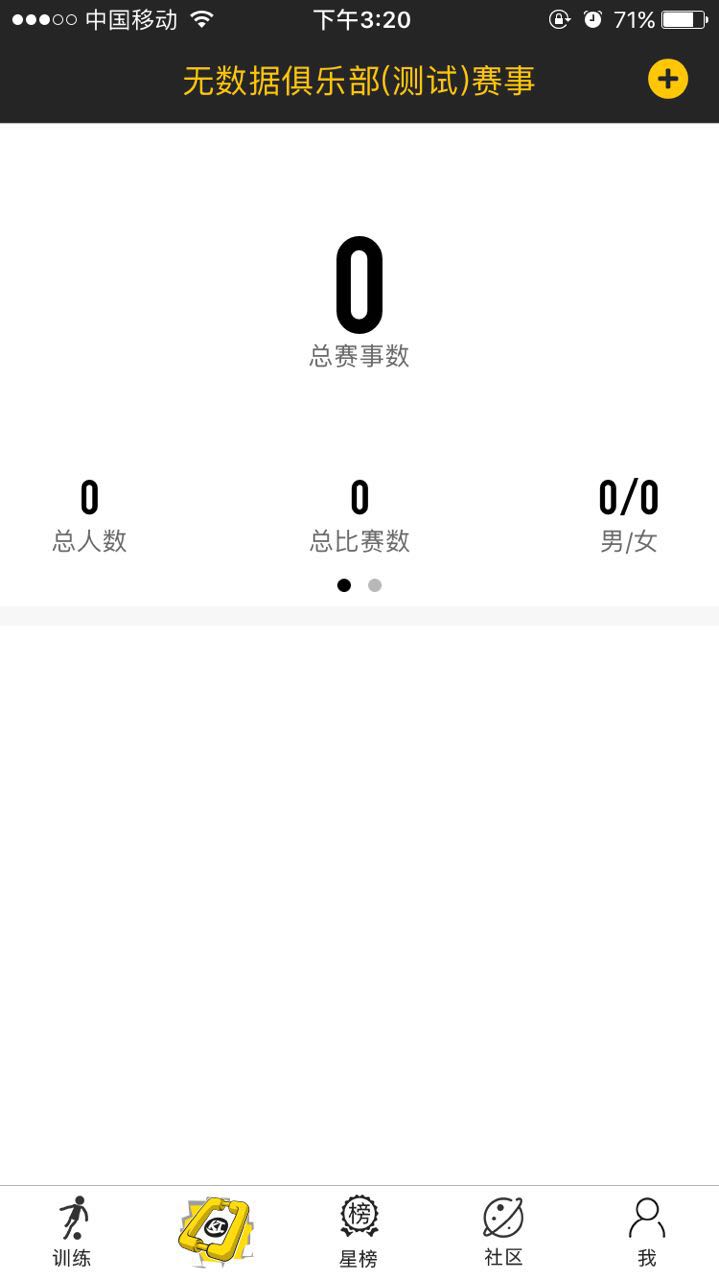 中国移动 下午3:20 71%
无数据俱乐部(测试)赛事
0
总赛事数
0 0 0/0
总人数 总比赛数 男/女
榜
训练 星榜 社区 我